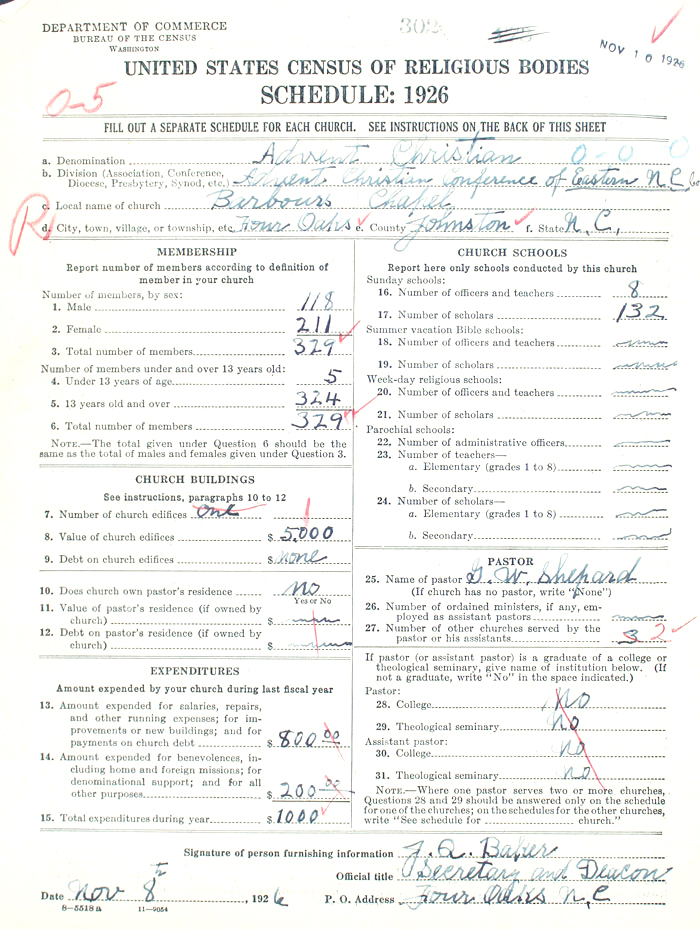 DEPARTMENT OF COMMERCE
BUREAU OF THE CENSUS
WASHINGTON
302
NOV 10 1926
UNITED STATES CENSUS OF RELIGIOUS BODIES
SCHEDULE: 1926
0-5
FILL OUT A SEPARATE SCHEDULE FOR EACH CHURCH. SEE INSTRUCTIONS ON THE BACK OF THIS SHEET
a. Denomination Advent Christian 0-0 0
b. Division (Association, Conference, Diocese, Presbytery, Synod, etc.) Advent Christian Conference of Eastern N.C.
c. Local name of church Berbours Chapel
R
d. City, town, village, or township, etc. Four Oaks e. County Johnston f. State N.C,
MEMBERSHIP
Report number of members according to definition of member in your church
Number of members, by sex:
1. Male 118
2. Female 211
3. Total number of members 329
Number of members under and over 13 years old:
4. Under 13 years of age 5
5. 13 years old and over 324
6. Total number of members 329
NOTE.—The total given under Question 6 should be the same as the total of males and females given under Question 3.
CHURCH BUILDINGS
See instructions, paragraphs 10 to 12
7. Number of church edifices One 1
8. Value of church edifices $ 5,000
9. Debt on church edifices $ none
10. Does church own pastor's residence? no
Yes or No
11. Value of pastor's residence (if owned by church) $
12. Debt on pastor's residence (if owned by church) $
EXPENDITURES
Amount expended by your church during last fiscal year
13. Amount expended for salaries, repairs, and other running expenses; for improvements or new buildings; and for payments on church debt $ 800.00
14. Amount expended for benevolences, including home and foreign missions; for denominational support; and for all other purposes $ 200.00
15. Total expenditures during year $ 1000
CHURCH SCHOOLS
Report here only schools conducted by this church
Sunday schools:
16. Number of officers and teachers 8
17. Number of scholars 132
Summer vacation Bible schools:
18. Number of officers and teachers
19. Number of scholars
Week-day religious schools:
20. Number of officers and teachers
21. Number of scholars
Parochial schools:
22. Number of administrative officers
23. Number of teachers—
a. Elementary (grades 1 to 8)
b. Secondary
24. Number of scholars—
a. Elementary (grades 1 to 8)
b. Secondary
PASTOR
25. Name of pastor G. W. Shepard
(If church has no pastor, write "None")
26. Number of ordained ministers, if any, employed as assistant pastors
27. Number of other churches served by the pastor or his assistants 3 2
If pastor (or assistant pastor) is a graduate of a college or theological seminary, give name of institution below. (If not a graduate, write "No" in the space indicated.)
Pastor:
28. College No
29. Theological seminary No
Assistant pastor:
30. College No
31. Theological seminary No
NOTE.—Where one pastor serves two or more churches, Questions 28 and 29 should be answered only on the schedule for one of the churches; on the schedules for the other churches, write "See schedule for church."
Signature of person furnishing information J. Q. Baker
Official title Secretary and Deacon
Date Nov 8, 1926 P. O. Address Four Oaks N.C
8-5518 a 11-9054